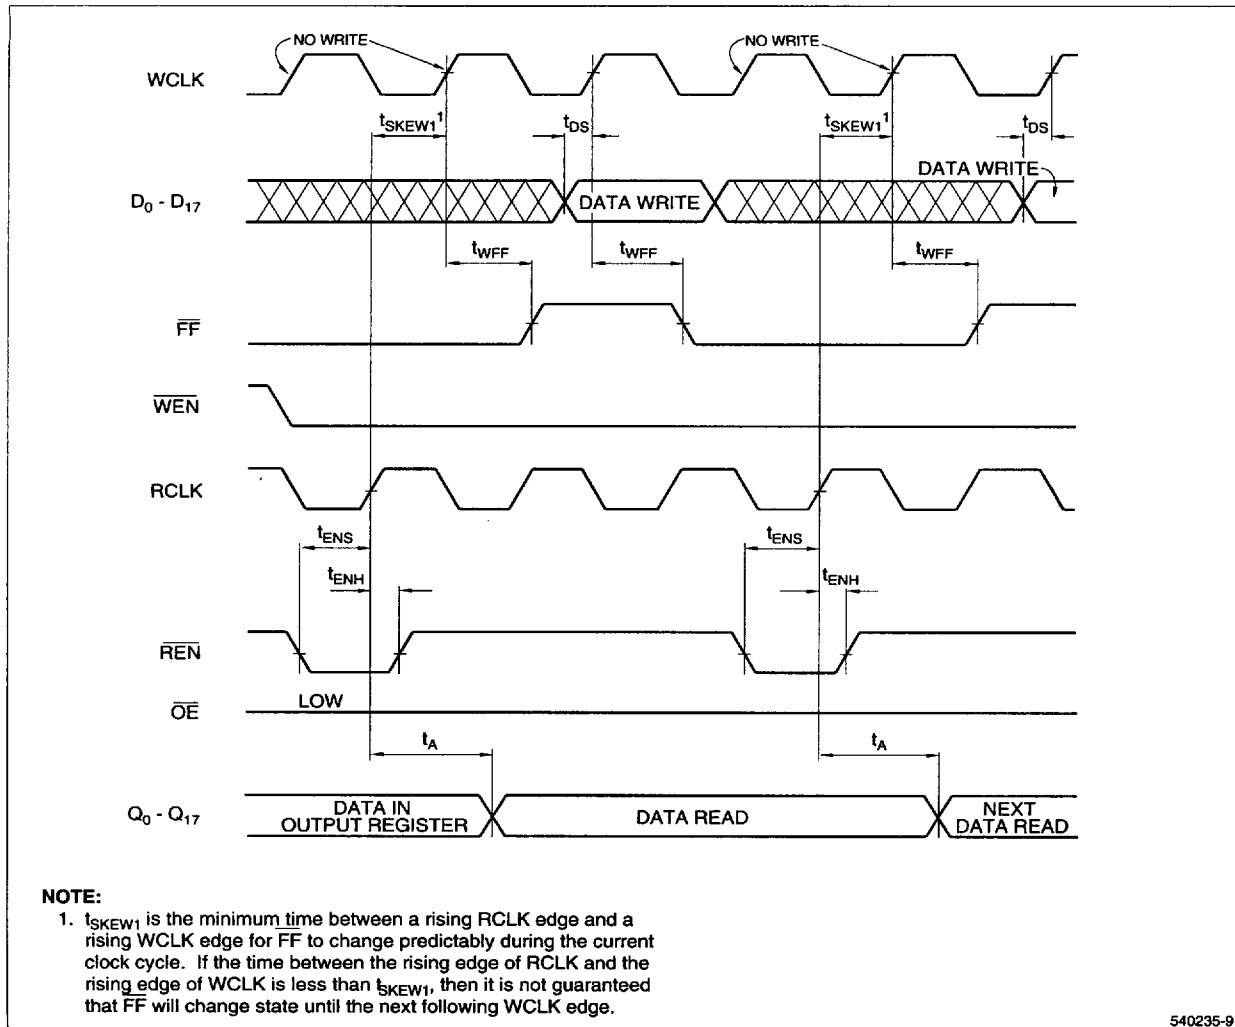 NO WRITE
NO WRITE
WCLK
tSKEW1¹
tDS
tSKEW1¹
tDS
DATA WRITE
D0 - D17
DATA WRITE
tWFF
tWFF
tWFF
FF
WEN
RCLK
tENS
tENS
tENH
tENH
REN
OE
LOW
tA
tA
Q0 - Q17
DATA IN
OUTPUT REGISTER
DATA READ
NEXT
DATA READ
NOTE:
1. tSKEW1 is the minimum time between a rising RCLK edge and a
rising WCLK edge for FF to change predictably during the current
clock cycle. If the time between the rising edge of RCLK and the
rising edge of WCLK is less than tSKEW1, then it is not guaranteed
that FF will change state until the next following WCLK edge.
540235-9